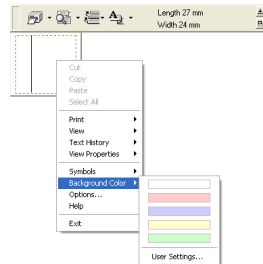 Length 27 mm
Width 24 mm
Cut
Copy
Paste
Select All
Print
View
Text History
View Properties
Symbols
Background Color
Options...
Help
Exit
User Settings...